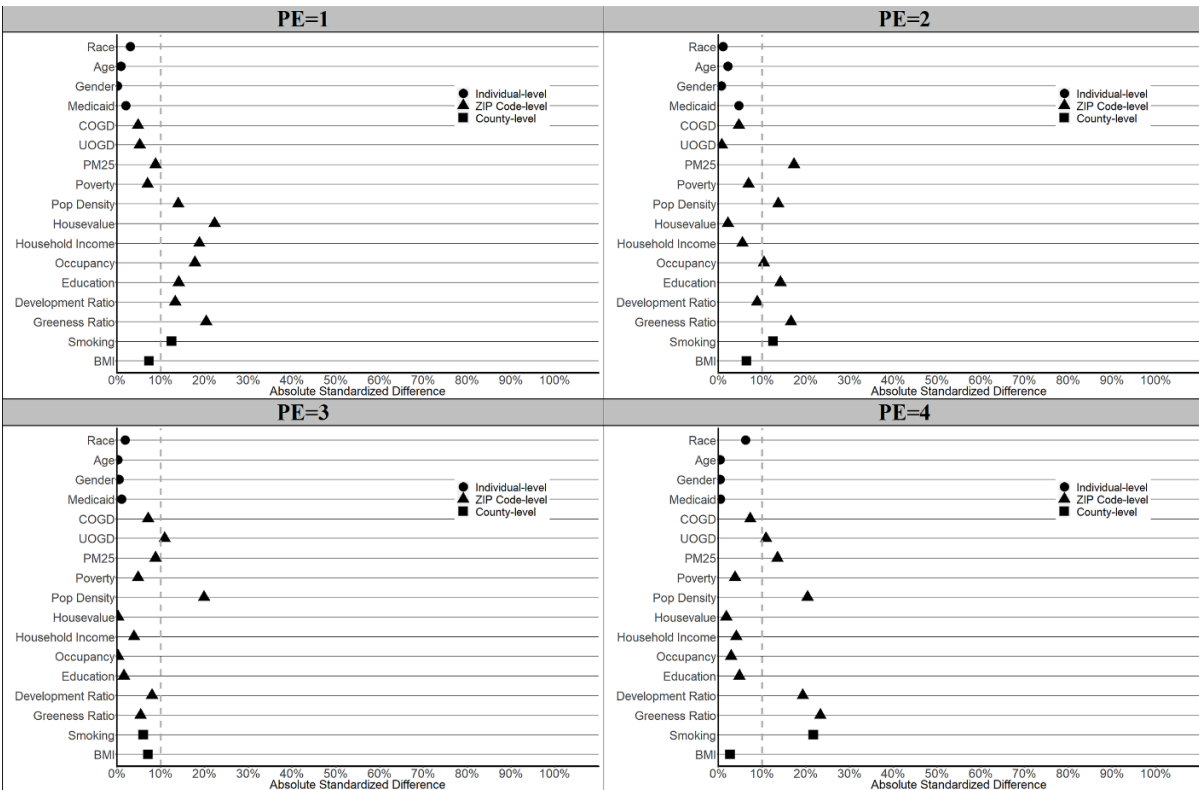 PE=1
Race
Age
Gender
Medicaid
COGD
UOGD
PM25
Poverty
Pop Density
Housevalue
Household Income
Occupancy
Education
Development Ratio
Greeness Ratio
Smoking
BMI
Individual-level
ZIP Code-level
County-level
0% 10% 20% 30% 40% 50% 60% 70% 80% 90% 100%
Absolute Standardized Difference
PE=2
Race
Age
Gender
Medicaid
COGD
UOGD
PM25
Poverty
Pop Density
Housevalue
Household Income
Occupancy
Education
Development Ratio
Greeness Ratio
Smoking
BMI
Individual-level
ZIP Code-level
County-level
0% 10% 20% 30% 40% 50% 60% 70% 80% 90% 100%
Absolute Standardized Difference
PE=3
Race
Age
Gender
Medicaid
COGD
UOGD
PM25
Poverty
Pop Density
Housevalue
Household Income
Occupancy
Education
Development Ratio
Greeness Ratio
Smoking
BMI
Individual-level
ZIP Code-level
County-level
0% 10% 20% 30% 40% 50% 60% 70% 80% 90% 100%
Absolute Standardized Difference
PE=4
Race
Age
Gender
Medicaid
COGD
UOGD
PM25
Poverty
Pop Density
Housevalue
Household Income
Occupancy
Education
Development Ratio
Greeness Ratio
Smoking
BMI
Individual-level
ZIP Code-level
County-level
0% 10% 20% 30% 40% 50% 60% 70% 80% 90% 100%
Absolute Standardized Difference